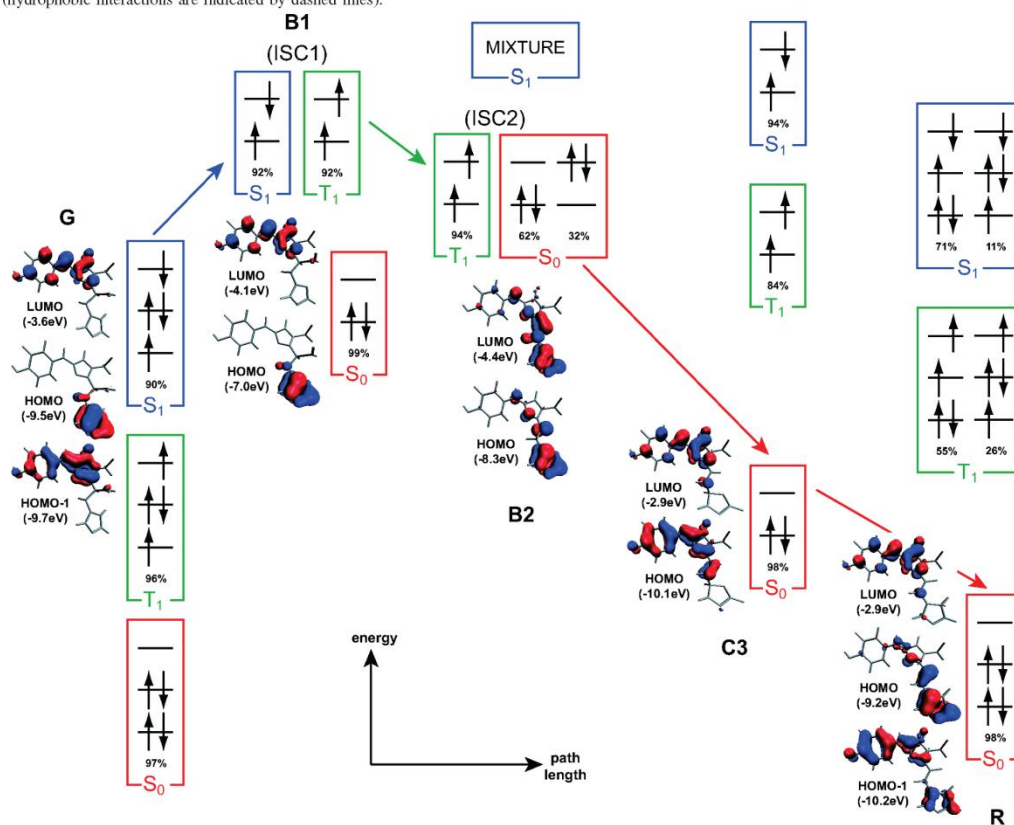 (hydrophobic interactions are indicated by dashed lines).
B1
(ISC1)
92%
S1
92%
T1
LUMO
(-4.1eV)
HOMO
(-7.0eV)
99%
S0
MIXTURE
S1
(ISC2)
94%
T1
62%
32%
S0
LUMO
(-4.4eV)
HOMO
(-8.3eV)
B2
G
LUMO
(-3.6eV)
HOMO
(-9.5eV)
HOMO-1
(-9.7eV)
90%
S1
96%
T1
97%
S0
energy
path
length
94%
S1
84%
T1
LUMO
(-2.9eV)
HOMO
(-10.1eV)
98%
S0
C3
71%
11%
S1
55%
26%
T1
LUMO
(-2.9eV)
HOMO
(-9.2eV)
HOMO-1
(-10.2eV)
98%
S0
R